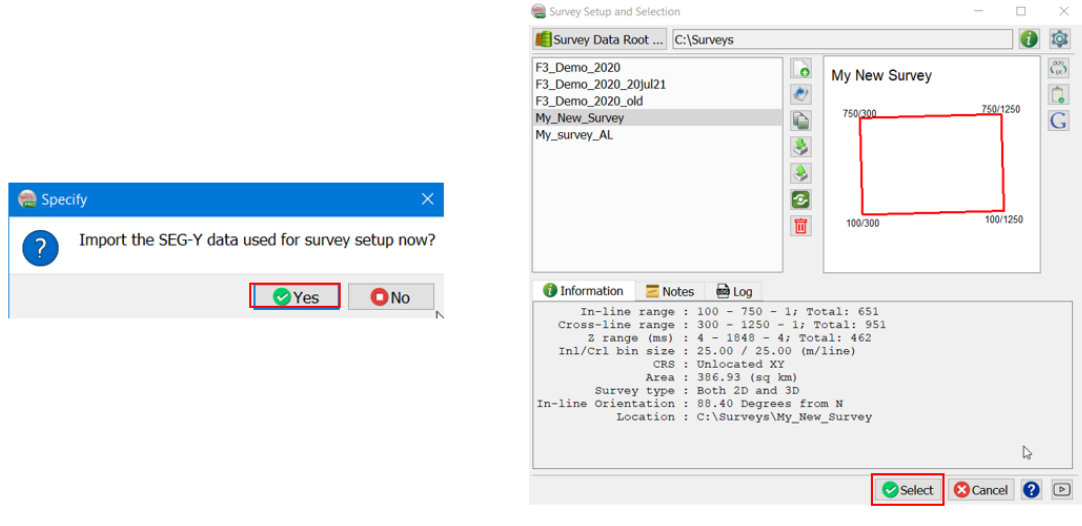 Specify
Import the SEG-Y data used for survey setup now?
Yes
No
Survey Setup and Selection
Survey Data Root ...
C:\Surveys
F3_Demo_2020
F3_Demo_2020_20jul21
F3_Demo_2020_old
My_New_Survey
My_survey_AL
My New Survey
750/300
750/1250
100/300
100/1250
Information
Notes
Log
In-line range : 100 - 750 - 1; Total: 651
Cross-line range : 300 - 1250 - 1; Total: 951
Z range (ms) : 4 - 1848 - 4; Total: 462
Inl/Crl bin size : 25.00 / 25.00 (m/line)
CRS : Unlocated XY
Area : 386.93 (sq km)
Survey type : Both 2D and 3D
In-line Orientation : 88.40 Degrees from N
Location : C:\Surveys\My_New_Survey
Select
Cancel